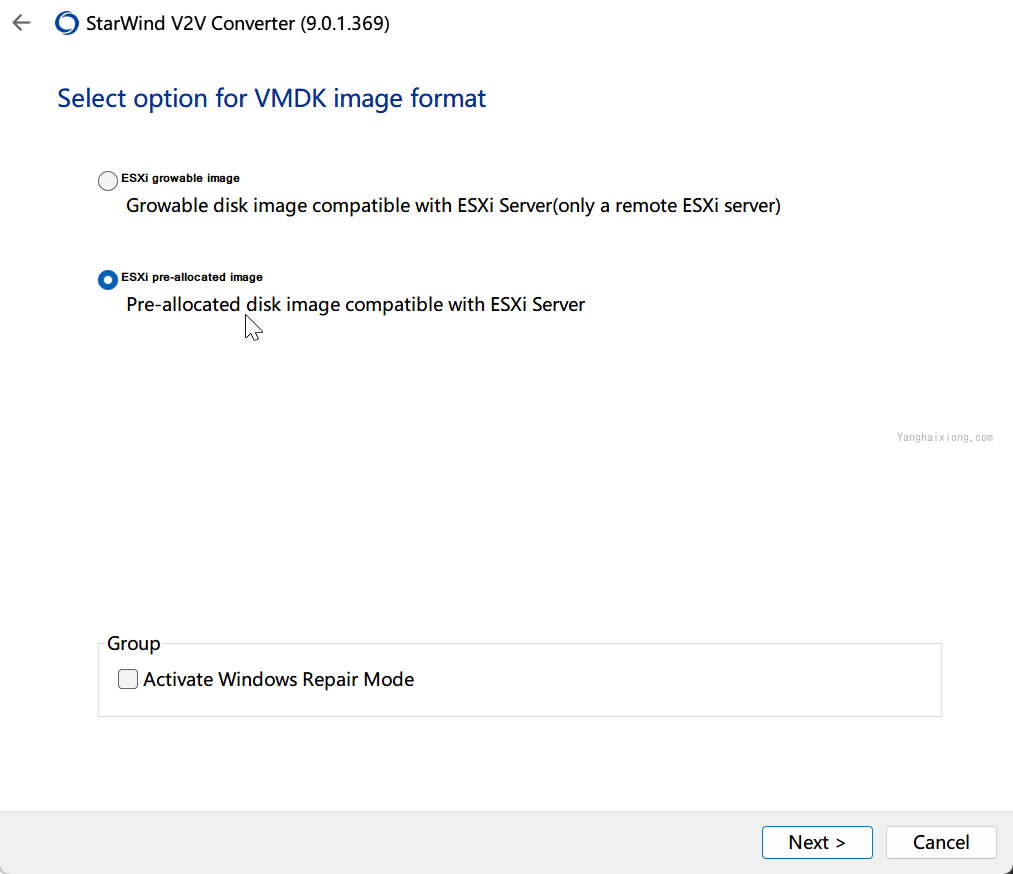 StarWind V2V Converter (9.0.1.369)
Select option for VMDK image format
ESXi growable image
Growable disk image compatible with ESXi Server(only a remote ESXi server)
ESXi pre-allocated image
Pre-allocated disk image compatible with ESXi Server
Yanghaixiong.com
Group
Activate Windows Repair Mode
Next >
Cancel